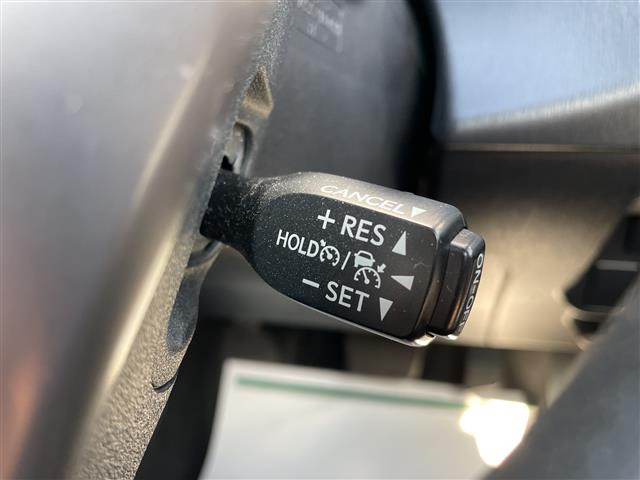 CANCEL▼
+ RES ▲
HOLD / ◀
− SET ▼
ON-OFF